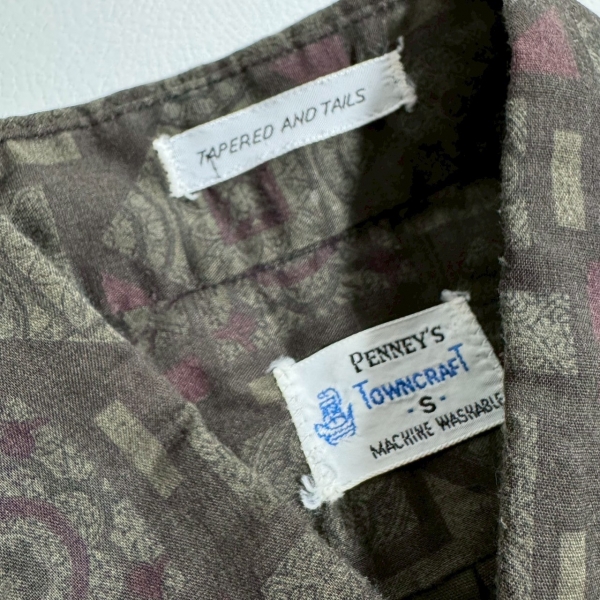 TAPERED AND TAILS
PENNEY'S
TOWNCRAFT
- S -
MACHINE WASHABLE